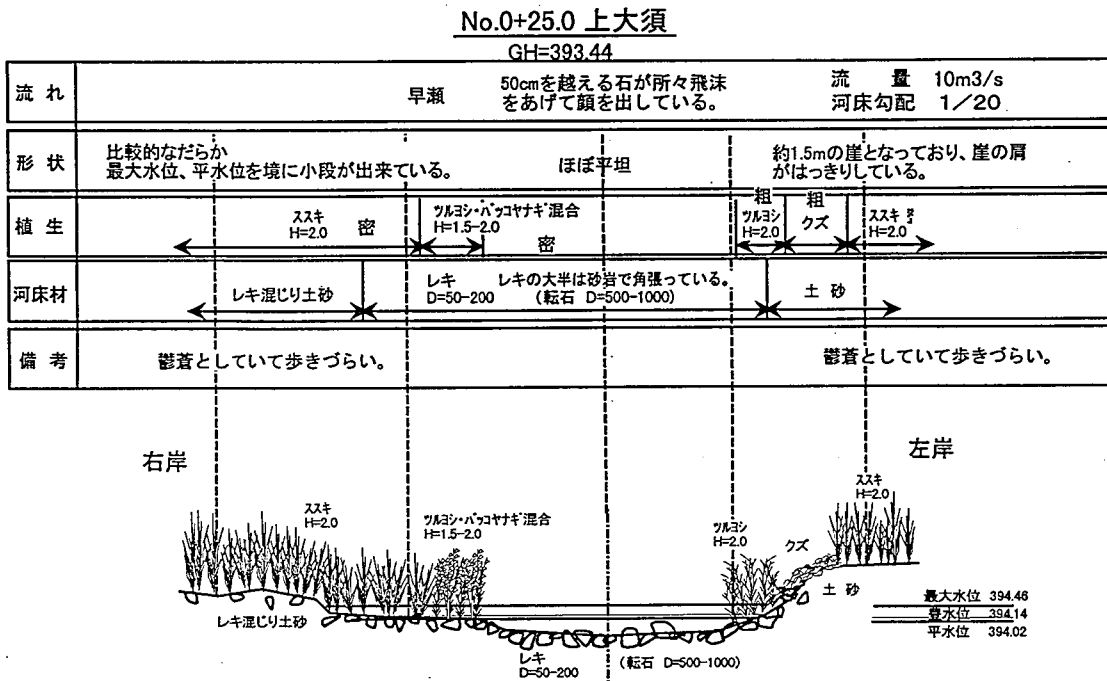 No.0+25.0 上大須
GH=393.44
流れ
早瀬
50cmを越える石が所々飛沫
をあげて顔を出している。
流量 10m3/s
河床勾配 1/20
形状
比較的なだらか
最大水位、平水位を境に小段が出来ている。
ほぼ平坦
約1.5mの崖となっており、崖の肩
がはっきりしている。
植生
ススキ
H=2.0
密
ツルヨシ・バッコヤナギ混合
H=1.5-2.0
密
粗
ツルヨシ
H=2.0
粗
クズ
ススキ
H=2.0
河床材
レキ混じり土砂
レキ
D=50-200
レキの大半は砂岩で角張っている。
(転石 D=500-1000)
土砂
備考
鬱蒼としていて歩きづらい。
鬱蒼としていて歩きづらい。
右岸
左岸
ススキ
H=2.0
ツルヨシ・バッコヤナギ混合
H=1.5-2.0
ツルヨシ
H=2.0
クズ
ススキ
H=2.0
土砂
レキ混じり土砂
レキ
D=50-200
(転石 D=500-1000)
最大水位 394.46
豊水位 394.14
平水位 394.02